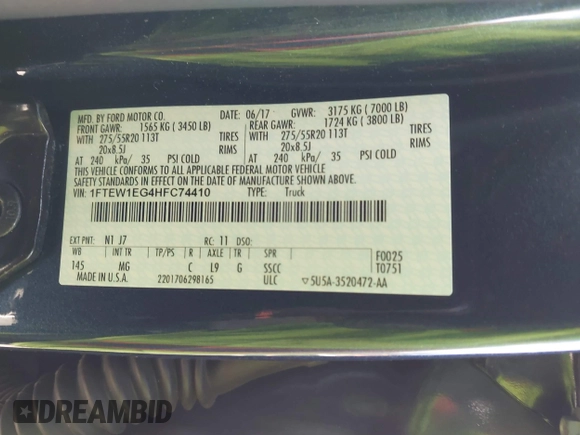 MFD. BY FORD MOTOR CO.
DATE: 06/17 GVWR: 3175 KG ( 7000 LB)
FRONT GAWR: 1565 KG ( 3450 LB) REAR GAWR: 1724 KG ( 3800 LB)
WITH 275/55R20 113T TIRES WITH 275/55R20 113T TIRES
20x8.5J RIMS 20x8.5J RIMS
AT 240 kPa/ 35 PSI COLD AT 240 kPa/ 35 PSI COLD
THIS VEHICLE CONFORMS TO ALL APPLICABLE FEDERAL MOTOR VEHICLE
SAFETY STANDARDS IN EFFECT ON THE DATE OF MANUFACTURE SHOWN ABOVE.
VIN: 1FTEW1EG4HFC74410 TYPE: Truck
EXT PNT: N1 J7 RC: 11 DSO: F0025
WB INT TR TP/PS R AXLE TR SPR T0751
145 MG C L9 G SSCC
MADE IN U.S.A. 2201706298165 ULC ▽5U5A-3520472-AA
DREAMBID